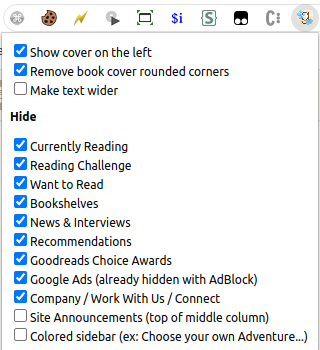 $i
S
C
Show cover on the left
Remove book cover rounded corners
Make text wider
Hide
Currently Reading
Reading Challenge
Want to Read
Bookshelves
News & Interviews
Recommendations
Goodreads Choice Awards
Google Ads (already hidden with AdBlock)
Company / Work With Us / Connect
Site Announcements (top of middle column)
Colored sidebar (ex: Choose your own Adventure...)